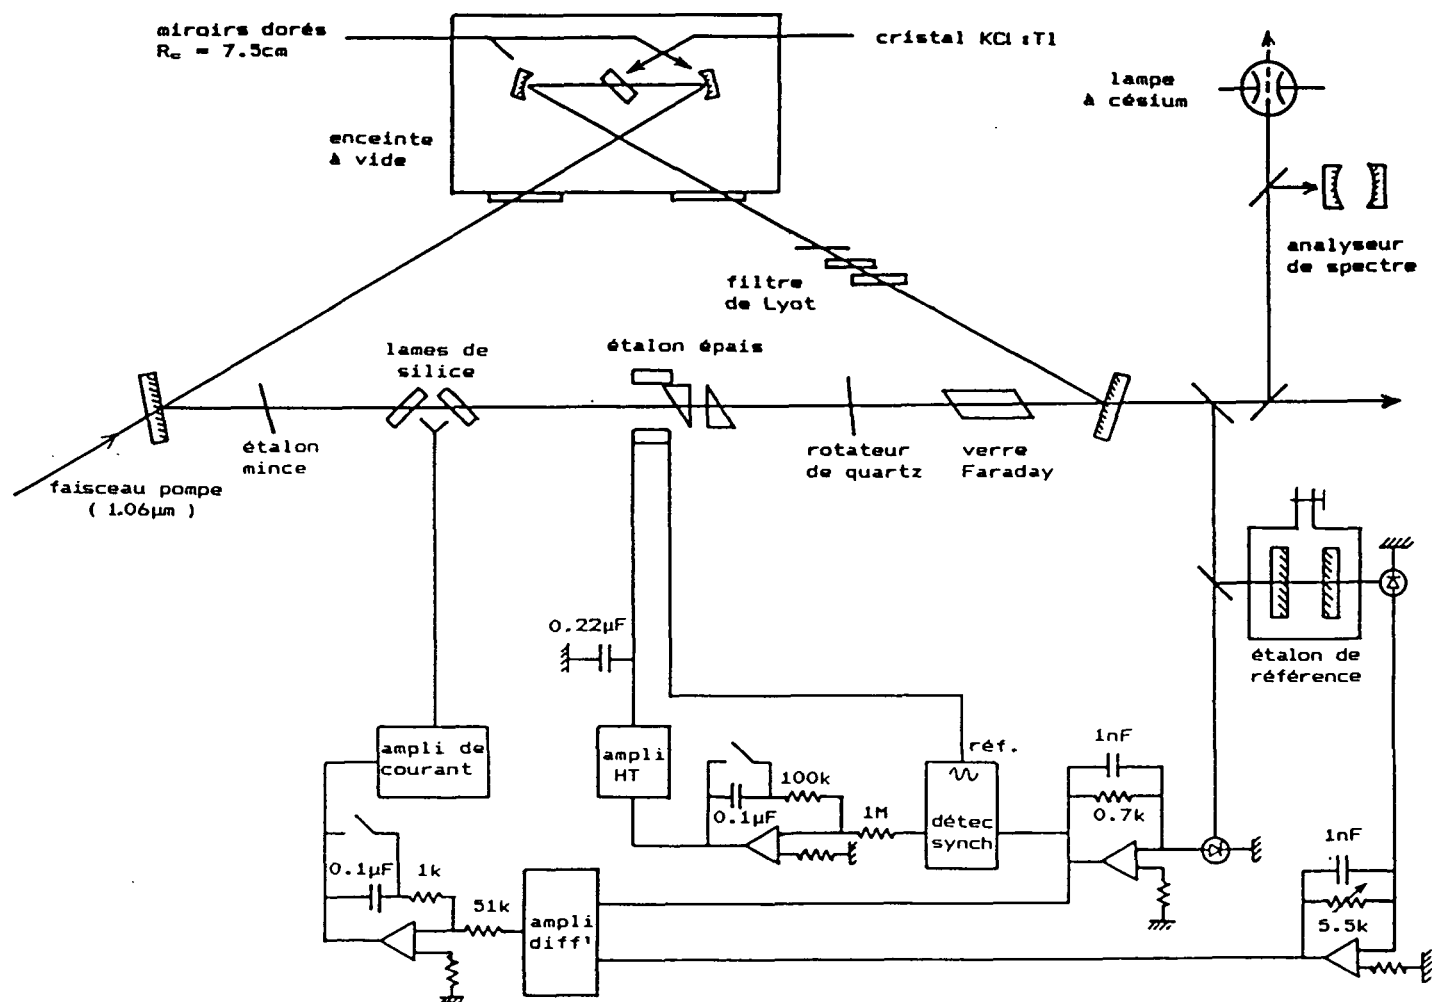 miroirs dorés
Rc = 7.5cm
cristal KCl:Tl
lampe
à césium
enceinte
à vide
analyseur
de spectre
filtre
de Lyot
lames de
silice
étalon épais
étalon
mince
rotateur
de quartz
verre
Faraday
faisceau pompe
( 1.06µm )
0.22µF
étalon de
référence
ampli de
courant
ampli
HT
réf.
1nF
100k
0.1µF
1M
détec
synch
0.7k
1nF
0.1µF
1k
51k
ampli
diff'
5.5k